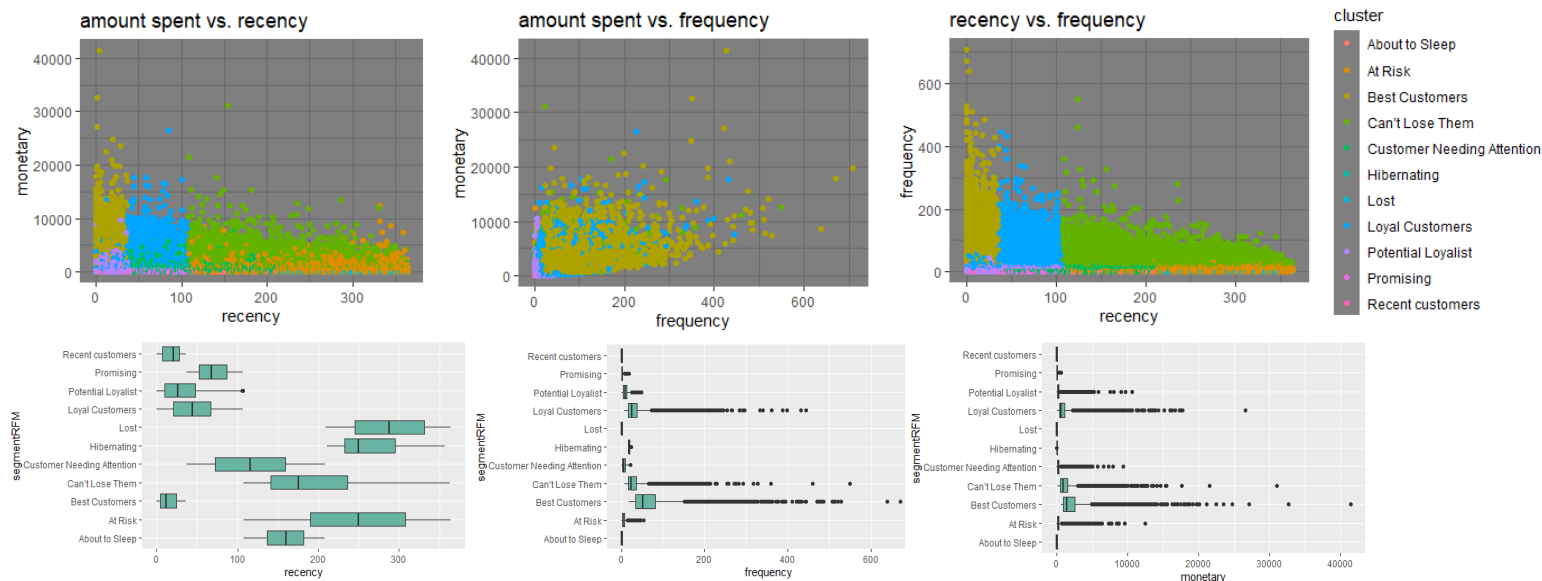 amount spent vs. recency
monetary
40000
30000
20000
10000
0
0 100 200 300
recency
amount spent vs. frequency
monetary
40000
30000
20000
10000
0
0 200 400 600
frequency
recency vs. frequency
frequency
600
400
200
0
0 100 200 300
recency
cluster
About to Sleep
At Risk
Best Customers
Can't Lose Them
Customer Needing Attention
Hibernating
Lost
Loyal Customers
Potential Loyalist
Promising
Recent customers
segmentRFM
Recent customers
Promising
Potential Loyalist
Loyal Customers
Lost
Hibernating
Customer Needing Attention
Can't Lose Them
Best Customers
At Risk
About to Sleep
0 100 200 300
recency
segmentRFM
Recent customers
Promising
Potential Loyalist
Loyal Customers
Lost
Hibernating
Customer Needing Attention
Can't Lose Them
Best Customers
At Risk
About to Sleep
0 200 400 600
frequency
segmentRFM
Recent customers
Promising
Potential Loyalist
Loyal Customers
Lost
Hibernating
Customer Needing Attention
Can't Lose Them
Best Customers
At Risk
About to Sleep
0 10000 20000 30000 40000
monetary